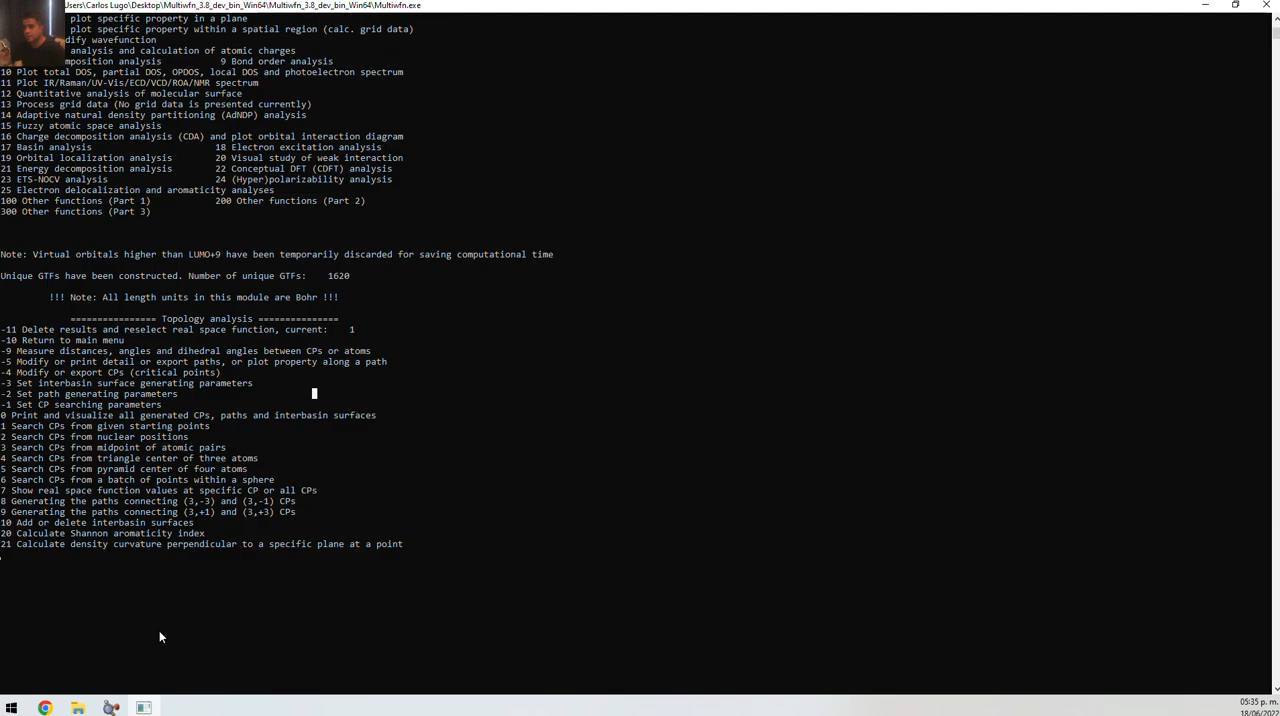 Users\Carlos Lugo\Desktop\Multiwfn_3.8_dev_bin_Win64\Multiwfn_3.8_dev_bin_Win64\Multiwfn.exe
plot specific property in a plane
plot specific property within a spatial region (calc. grid data)
dify wavefunction
analysis and calculation of atomic charges
omposition analysis 9 Bond order analysis
10 Plot total DOS, partial DOS, OPDOS, local DOS and photoelectron spectrum
11 Plot IR/Raman/UV-Vis/ECD/VCD/ROA/NMR spectrum
12 Quantitative analysis of molecular surface
13 Process grid data (No grid data is presented currently)
14 Adaptive natural density partitioning (AdNDP) analysis
15 Fuzzy atomic space analysis
16 Charge decomposition analysis (CDA) and plot orbital interaction diagram
17 Basin analysis 18 Electron excitation analysis
19 Orbital localization analysis 20 Visual study of weak interaction
21 Energy decomposition analysis 22 Conceptual DFT (CDFT) analysis
23 ETS-NOCV analysis 24 (Hyper)polarizability analysis
25 Electron delocalization and aromaticity analyses
100 Other functions (Part 1) 200 Other functions (Part 2)
300 Other functions (Part 3)
Note: Virtual orbitals higher than LUMO+9 have been temporarily discarded for saving computational time
Unique GTFs have been constructed. Number of unique GTFs: 1620
!!! Note: All length units in this module are Bohr !!!
================ Topology analysis ===============
-11 Delete results and reselect real space function, current: 1
-10 Return to main menu
-9 Measure distances, angles and dihedral angles between CPs or atoms
-5 Modify or print detail or export paths, or plot property along a path
-4 Modify or export CPs (critical points)
-3 Set interbasin surface generating parameters
-2 Set path generating parameters
-1 Set CP searching parameters
0 Print and visualize all generated CPs, paths and interbasin surfaces
1 Search CPs from given starting points
2 Search CPs from nuclear positions
3 Search CPs from midpoint of atomic pairs
4 Search CPs from triangle center of three atoms
5 Search CPs from pyramid center of four atoms
6 Search CPs from a batch of points within a sphere
7 Show real space function values at specific CP or all CPs
8 Generating the paths connecting (3,-3) and (3,-1) CPs
9 Generating the paths connecting (3,+1) and (3,+3) CPs
10 Add or delete interbasin surfaces
20 Calculate Shannon aromaticity index
21 Calculate density curvature perpendicular to a specific plane at a point
05:35 p. m.
18/06/2022